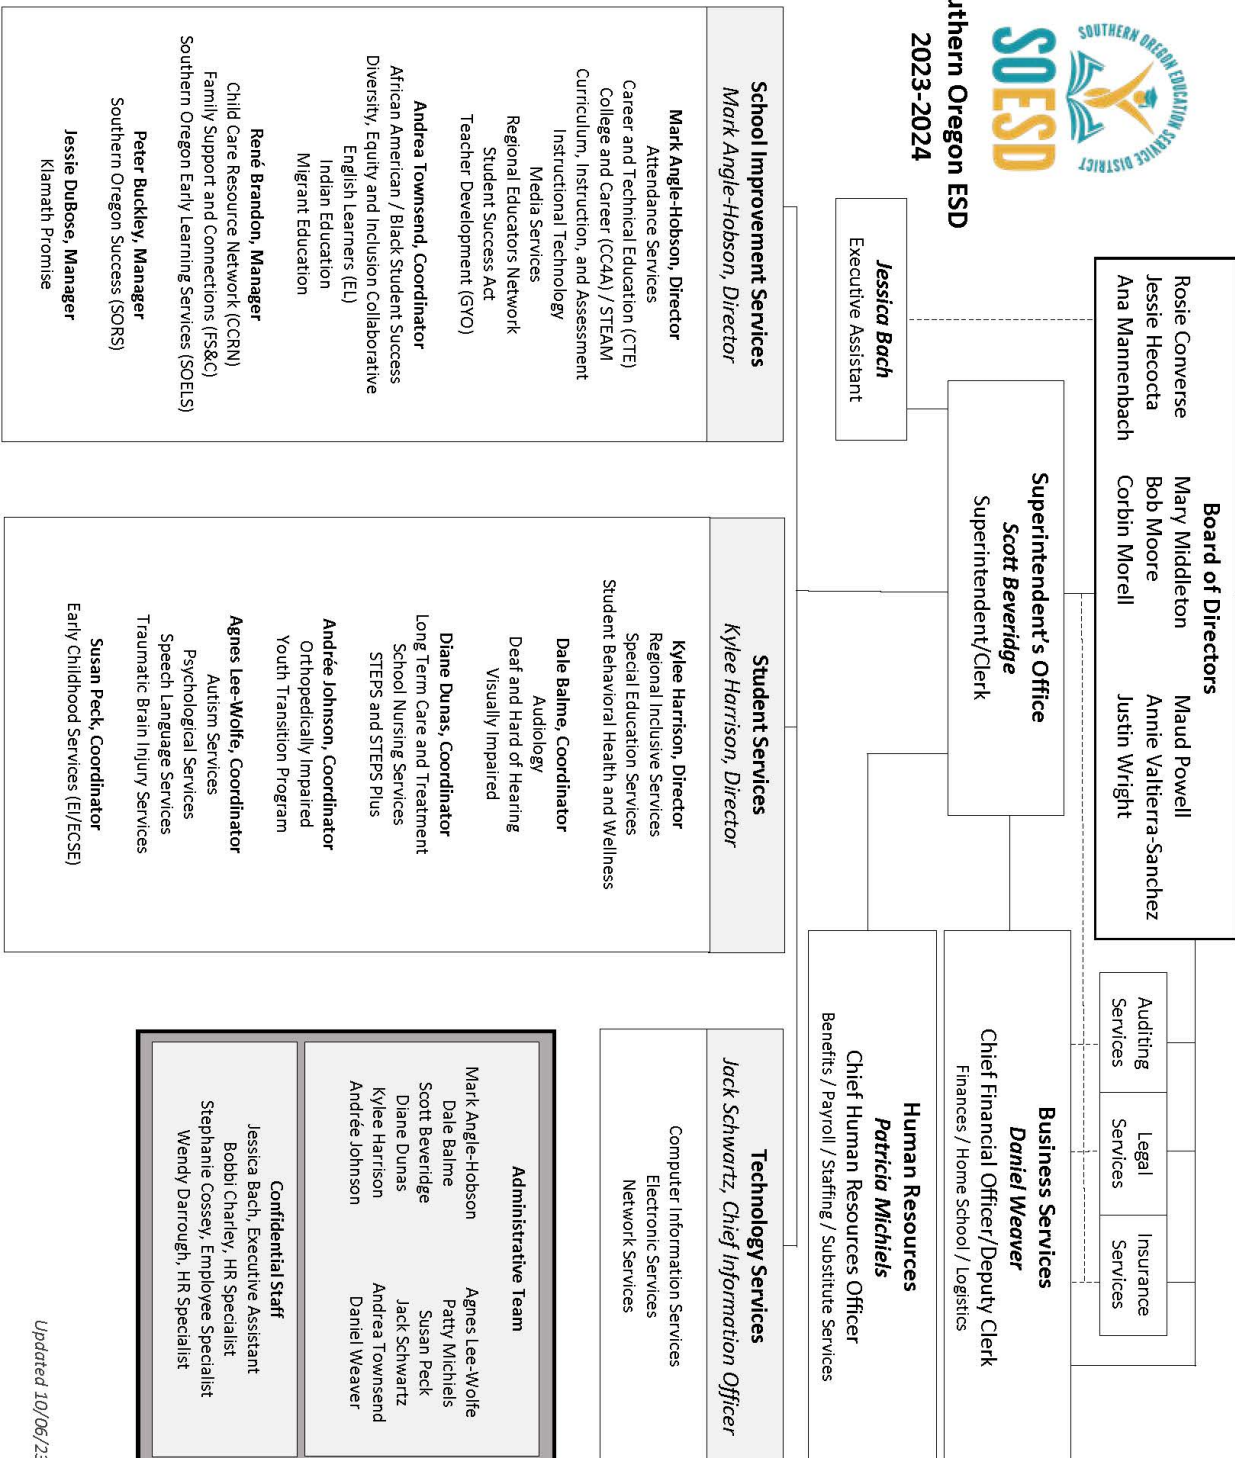 SOUTHERN OREGON EDUCATION SERVICE DISTRICT
SOESD
uthern Oregon ESD
2023-2024
Board of Directors
Rosie Converse Mary Middleton Maud Powell
Jessie Hecocta Bob Moore Annie Valtierra-Sanchez
Ana Mannenbach Corbin Morell Justin Wright
Auditing Services
Legal Services
Insurance Services
Superintendent's Office
Scott Beveridge
Superintendent/Clerk
Jessica Bach
Executive Assistant
Business Services
Daniel Weaver
Chief Financial Officer/Deputy Clerk
Finances / Home School / Logistics
Human Resources
Patricia Michiels
Chief Human Resources Officer
Benefits / Payroll / Staffing / Substitute Services
School Improvement Services
Mark Angle-Hobson, Director
Mark Angle-Hobson, Director
Attendance Services
Career and Technical Education (CTE)
College and Career (CC4A) / STEAM
Curriculum, Instruction, and Assessment
Instructional Technology
Media Services
Regional Educators Network
Student Success Act
Teacher Development (GYO)
Andrea Townsend, Coordinator
African American / Black Student Success
Diversity, Equity and Inclusion Collaborative
English Learners (EL)
Indian Education
Migrant Education
René Brandon, Manager
Child Care Resource Network (CCRN)
Family Support and Connections (FS&C)
Southern Oregon Early Learning Services (SOELS)
Peter Buckley, Manager
Southern Oregon Success (SORS)
Jessie DuBose, Manager
Klamath Promise
Student Services
Kylee Harrison, Director
Kylee Harrison, Director
Regional Inclusive Services
Special Education Services
Student Behavioral Health and Wellness
Dale Balme, Coordinator
Audiology
Deaf and Hard of Hearing
Visually Impaired
Diane Dunas, Coordinator
Long Term Care and Treatment
School Nursing Services
STEPS and STEPS Plus
Andrée Johnson, Coordinator
Orthopedically Impaired
Youth Transition Program
Agnes Lee-Wolfe, Coordinator
Autism Services
Psychological Services
Speech Language Services
Traumatic Brain Injury Services
Susan Peck, Coordinator
Early Childhood Services (EI/ECSE)
Technology Services
Jack Schwartz, Chief Information Officer
Computer Information Services
Electronic Services
Network Services
Administrative Team
Mark Angle-Hobson Agnes Lee-Wolfe
Dale Balme Patty Michiels
Scott Beveridge Susan Peck
Diane Dunas Jack Schwartz
Kylee Harrison Andrea Townsend
Andrée Johnson Daniel Weaver
Confidential Staff
Jessica Bach, Executive Assistant
Bobbi Charley, HR Specialist
Stephanie Cossey, Employee Specialist
Wendy Darrough, HR Specialist
Updated 10/06/23